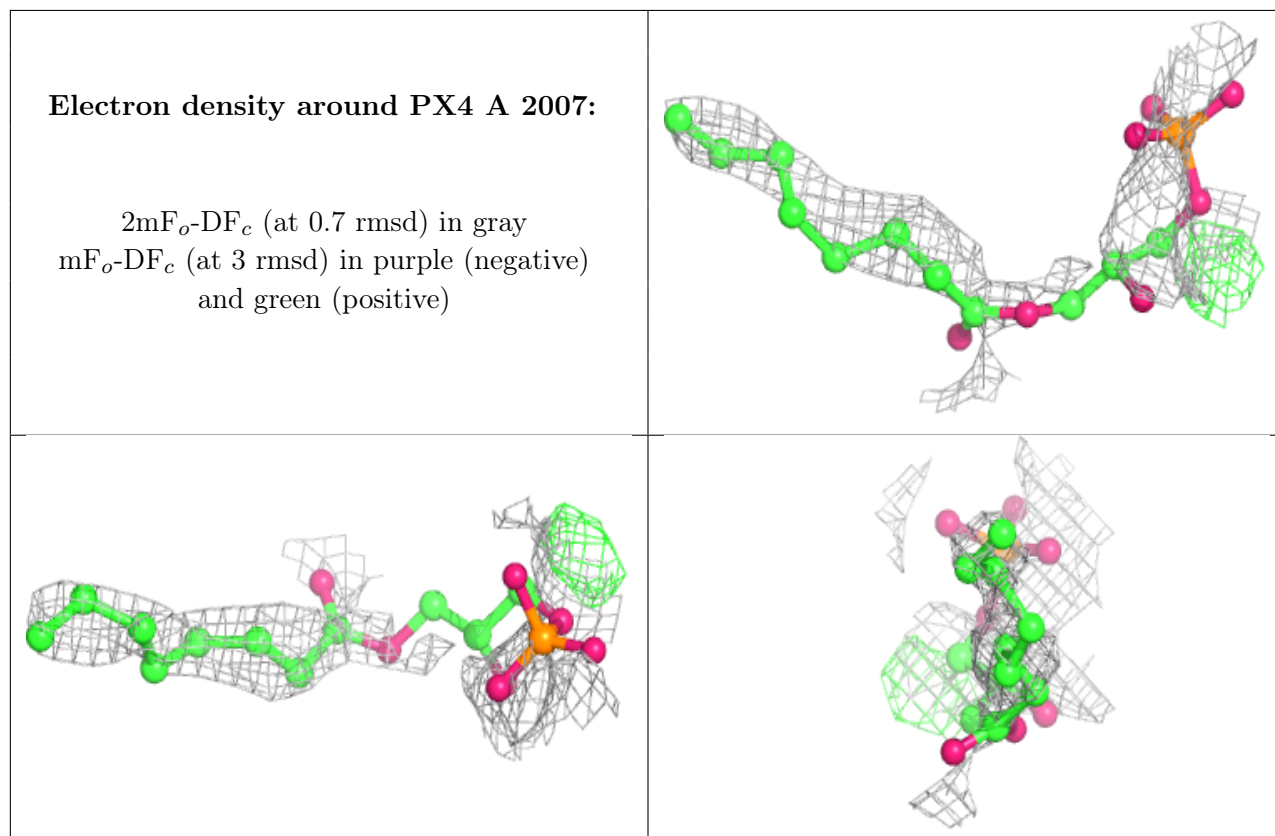 Electron density around PX4 A 2007:
2mFₒ-DF𝒸 (at 0.7 rmsd) in gray
mFₒ-DF𝒸 (at 3 rmsd) in purple (negative)
and green (positive)